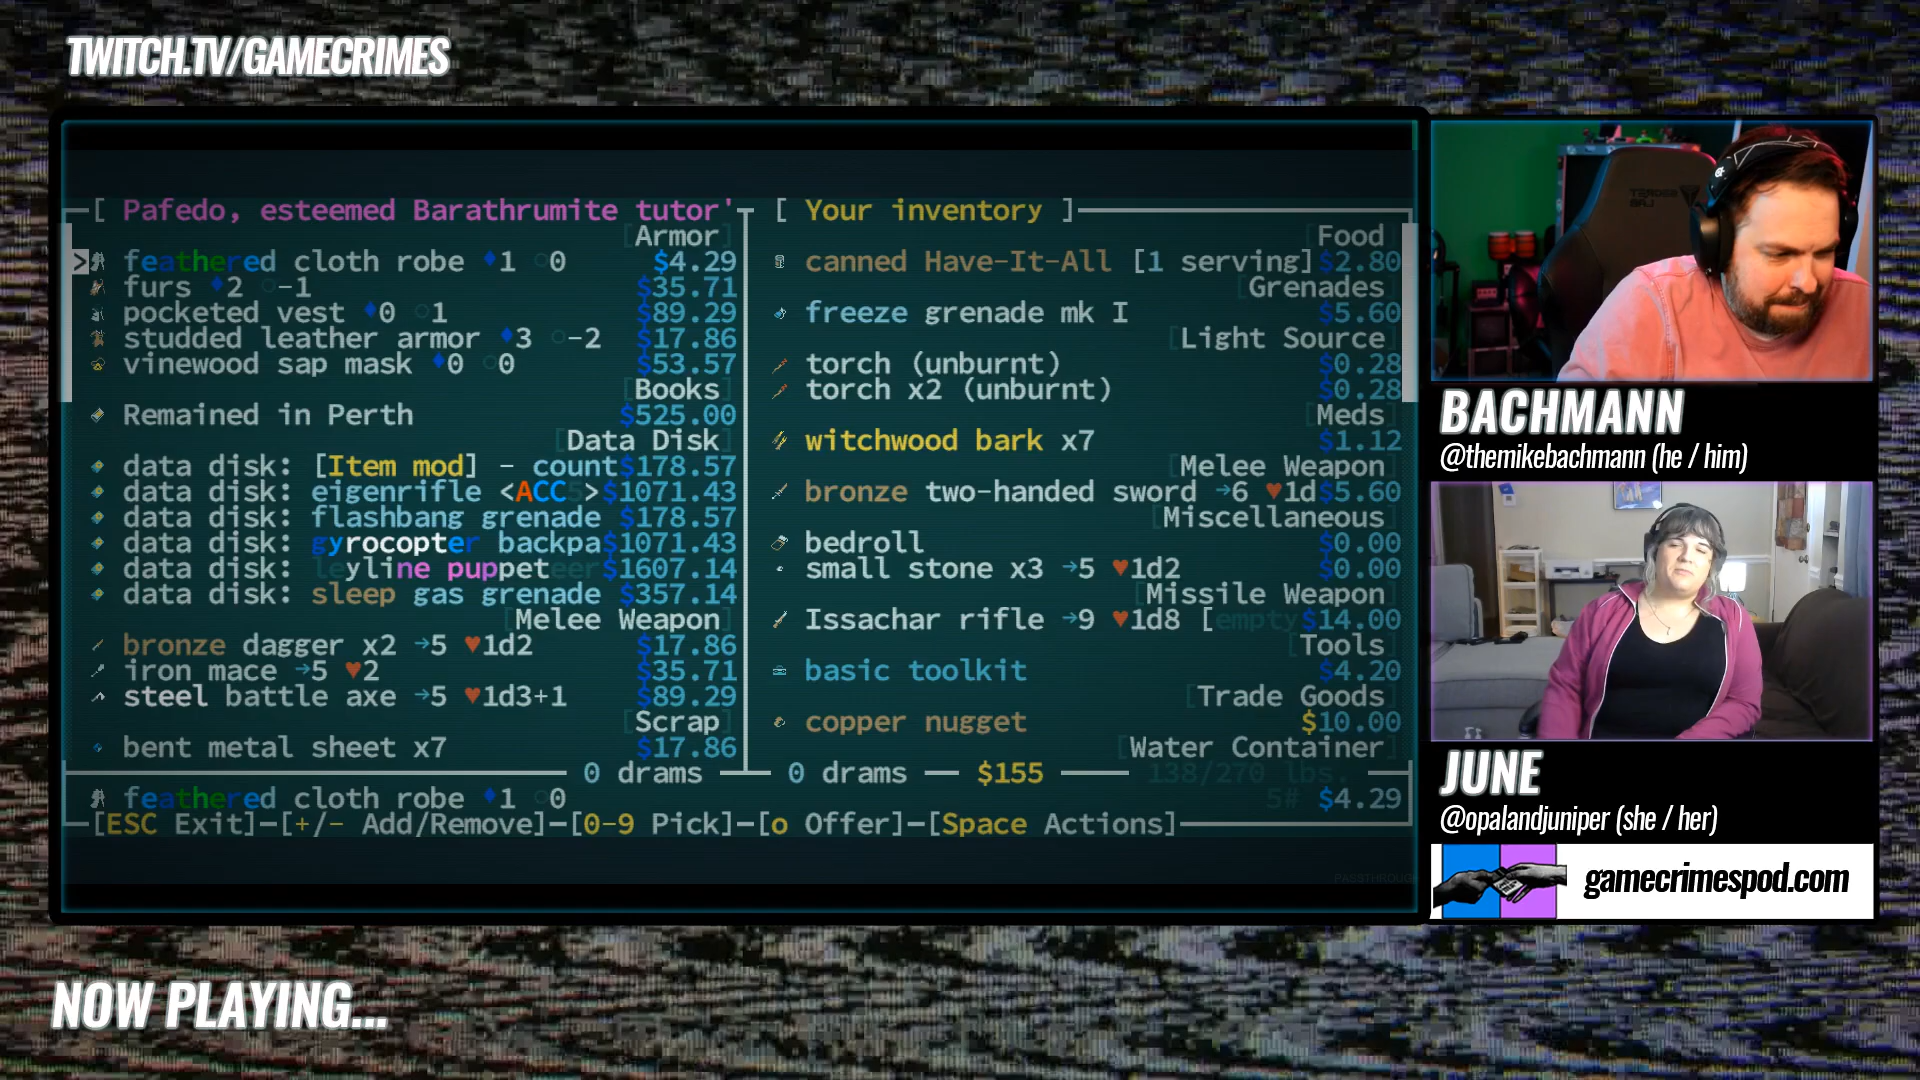 TWITCH.TV/GAMECRIMES
[ Pafedo, esteemed Barathrumite tutor'
[Armor]
> feathered cloth robe ♦1 ○0 $4.29
furs ♦2 ○-1 $35.71
pocketed vest ♦0 ○1 $89.29
studded leather armor ♦3 ○-2 $17.86
vinewood sap mask ♦0 ○0 $53.57
[Books]
Remained in Perth $525.00
[Data Disk]
data disk: [Item mod] - count $178.57
data disk: eigenrifle <ACC5> $1071.43
data disk: flashbang grenade $178.57
data disk: gyrocopter backpa $1071.43
data disk: leyline puppeteer $1607.14
data disk: sleep gas grenade $357.14
[Melee Weapon]
bronze dagger x2 →5 ♥1d2 $17.86
iron mace →5 ♥2 $35.71
steel battle axe →5 ♥1d3+1 $89.29
[Scrap]
bent metal sheet x7 $17.86
0 drams
[ Your inventory ]
[Food]
canned Have-It-All [1 serving] $2.80
[Grenades]
freeze grenade mk I $5.60
[Light Source]
torch (unburnt) $0.28
torch x2 (unburnt) $0.28
[Meds]
witchwood bark x7 $1.12
[Melee Weapon]
bronze two-handed sword →6 ♥1d $5.60
[Miscellaneous]
bedroll $0.00
small stone x3 →5 ♥1d2 $0.00
[Missile Weapon]
Issachar rifle →9 ♥1d8 [empty $14.00
[Tools]
basic toolkit $4.20
[Trade Goods]
copper nugget $10.00
[Water Container]
0 drams — $155 — 138/270 lbs.
feathered cloth robe ♦1 ○0 5# $4.29
[ESC Exit]-[+/- Add/Remove]-[0-9 Pick]-[o Offer]-[Space Actions]
PASSTHROUGH
BACHMANN
@themikebachmann (he / him)
JUNE
@opalandjuniper (she / her)
gamecrimespod.com
NOW PLAYING...